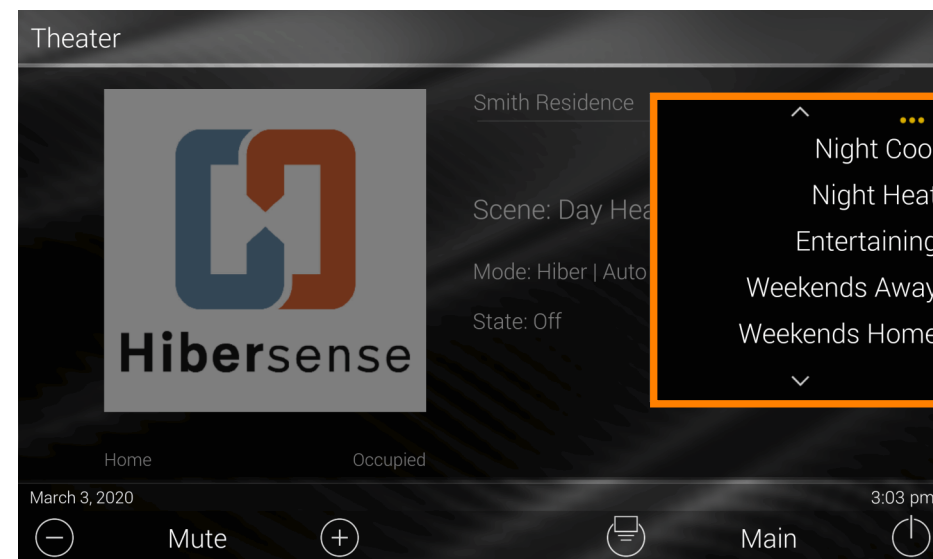 Theater
Smith Residence
Scene: Day Hea
Mode: Hiber | Auto
State: Off
Night Coo
Night Heat
Entertaining
Weekends Away
Weekends Home
Hibersense
Home
Occupied
March 3, 2020
3:03 pm
Mute
Main